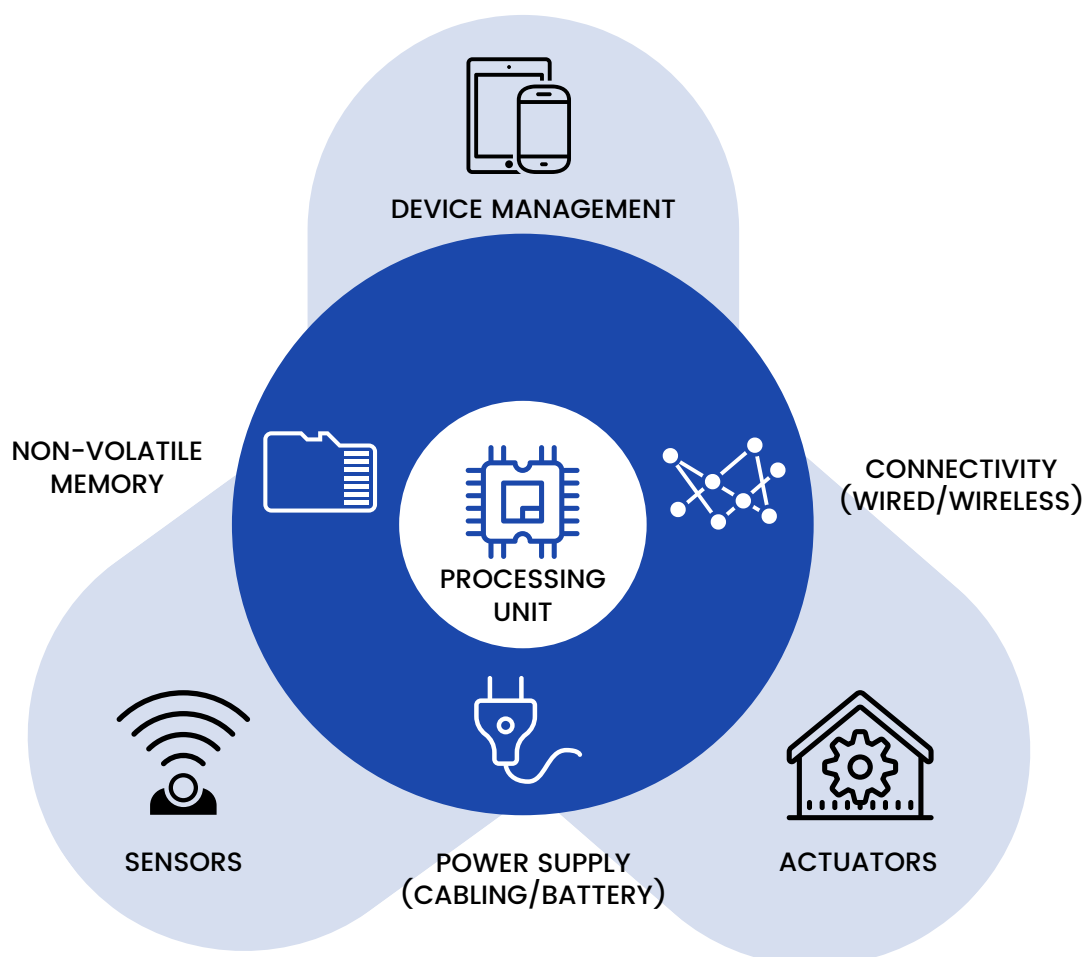 DEVICE MANAGEMENT
NON-VOLATILE
MEMORY
CONNECTIVITY
(WIRED/WIRELESS)
PROCESSING
UNIT
SENSORS
POWER SUPPLY
(CABLING/BATTERY)
ACTUATORS